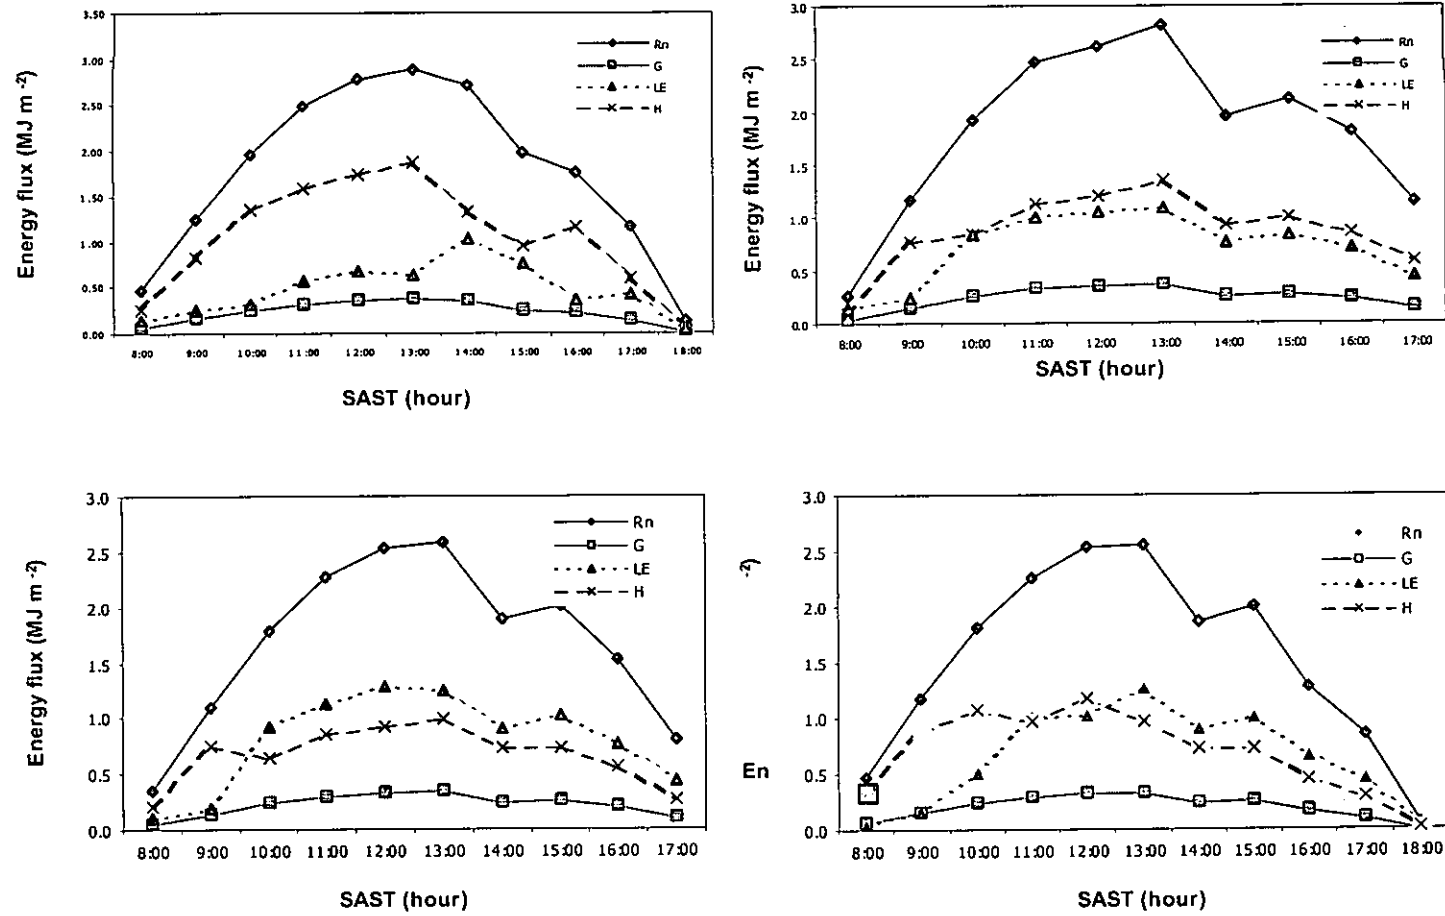 3.50
3.00
2.50
2.00
1.50
1.00
0.50
0.00
Energy flux (MJ m -2)
Rn
G
LE
H
8:00 9:00 10:00 11:00 12:00 13:00 14:00 15:00 16:00 17:00 18:00
SAST (hour)
3.0
2.5
2.0
1.5
1.0
0.5
0.0
Energy flux (MJ m -2)
Rn
G
LE
H
8:00 9:00 10:00 11:00 12:00 13:00 14:00 15:00 16:00 17:00
SAST (hour)
3.0
2.5
2.0
1.5
1.0
0.5
0.0
Energy flux (MJ m -2)
Rn
G
LE
H
8:00 9:00 10:00 11:00 12:00 13:00 14:00 15:00 16:00 17:00
SAST (hour)
3.0
2.5
2.0
1.5
1.0
0.5
0.0
-2)
En
Rn
G
LE
H
8:00 9:00 10:00 11:00 12:00 13:00 14:00 15:00 16:00 17:00 18:00
SAST (hour)